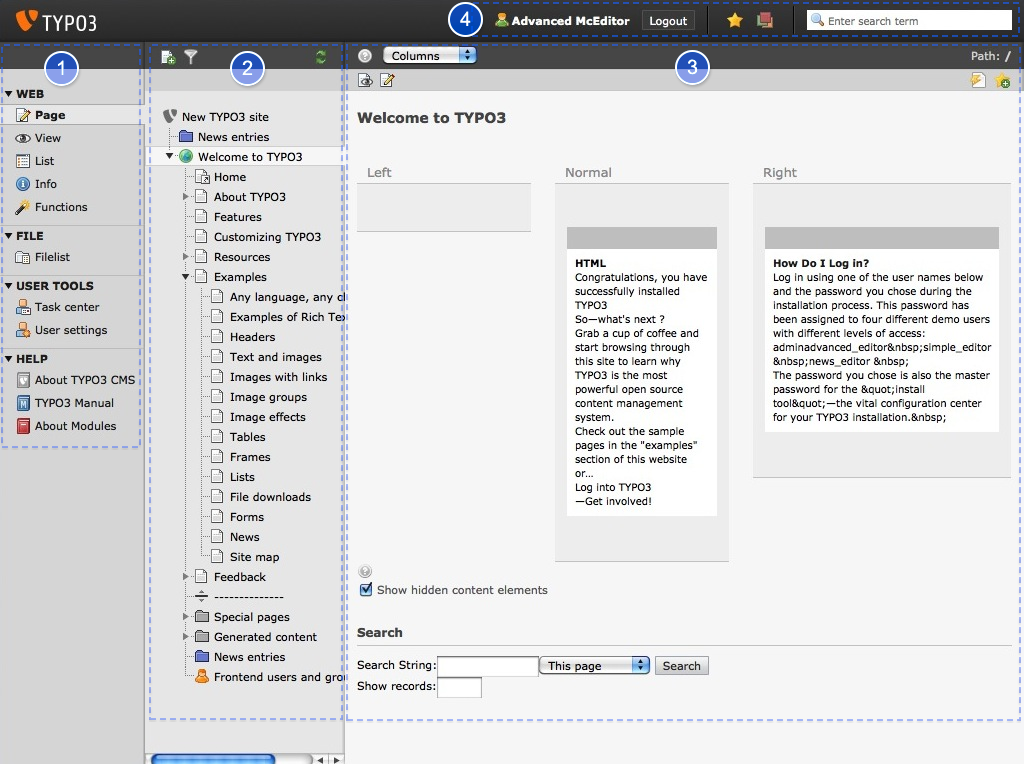 TYPO3
4
Advanced McEditor
Logout
Enter search term
1
WEB
Page
View
List
Info
Functions
FILE
Filelist
USER TOOLS
Task center
User settings
HELP
About TYPO3 CMS
TYPO3 Manual
About Modules
2
New TYPO3 site
News entries
Welcome to TYPO3
Home
About TYPO3
Features
Customizing TYPO3
Resources
Examples
Any language, any c
Examples of Rich Te
Headers
Text and images
Images with links
Image groups
Image effects
Tables
Frames
Lists
File downloads
Forms
News
Site map
Feedback
--------------
Special pages
Generated content
News entries
Frontend users and gro
Columns
3
Path: /
Welcome to TYPO3
Left
Normal
HTML
Congratulations, you have
successfully installed
TYPO3
So—what's next ?
Grab a cup of coffee and
start browsing through
this site to learn why
TYPO3 is the most
powerful open source
content management
system.
Check out the sample
pages in the "examples"
section of this website
or...
Log into TYPO3
—Get involved!
Right
How Do I Log in?
Log in using one of the user names below
and the password you chose during the
installation process. This password has
been assigned to four different demo users
with different levels of access:
adminadvanced_editor&nbsp;simple_editor
&nbsp;news_editor &nbsp;
The password you chose is also the master
password for the &quot;install
tool&quot;—the vital configuration center
for your TYPO3 installation.&nbsp;
Show hidden content elements
Search
Search String:
This page
Search
Show records: